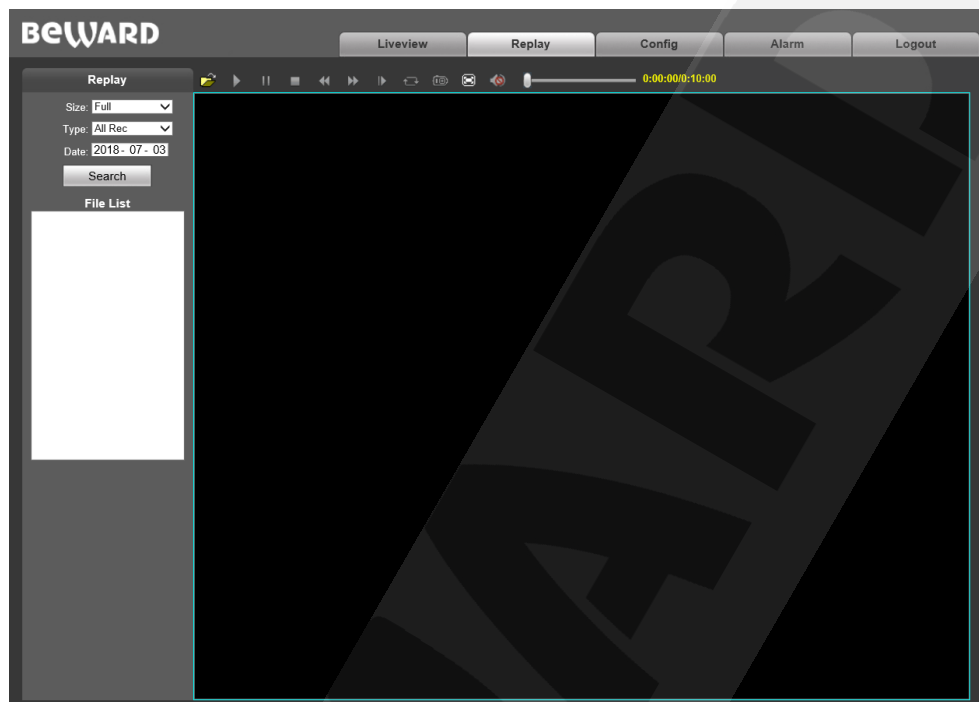 BEWARD
Liveview Replay Config Alarm Logout
Replay
0:00:00/0:10:00
Size: Full
Type: All Rec
Date: 2018- 07- 03
Search
File List
BEWARD